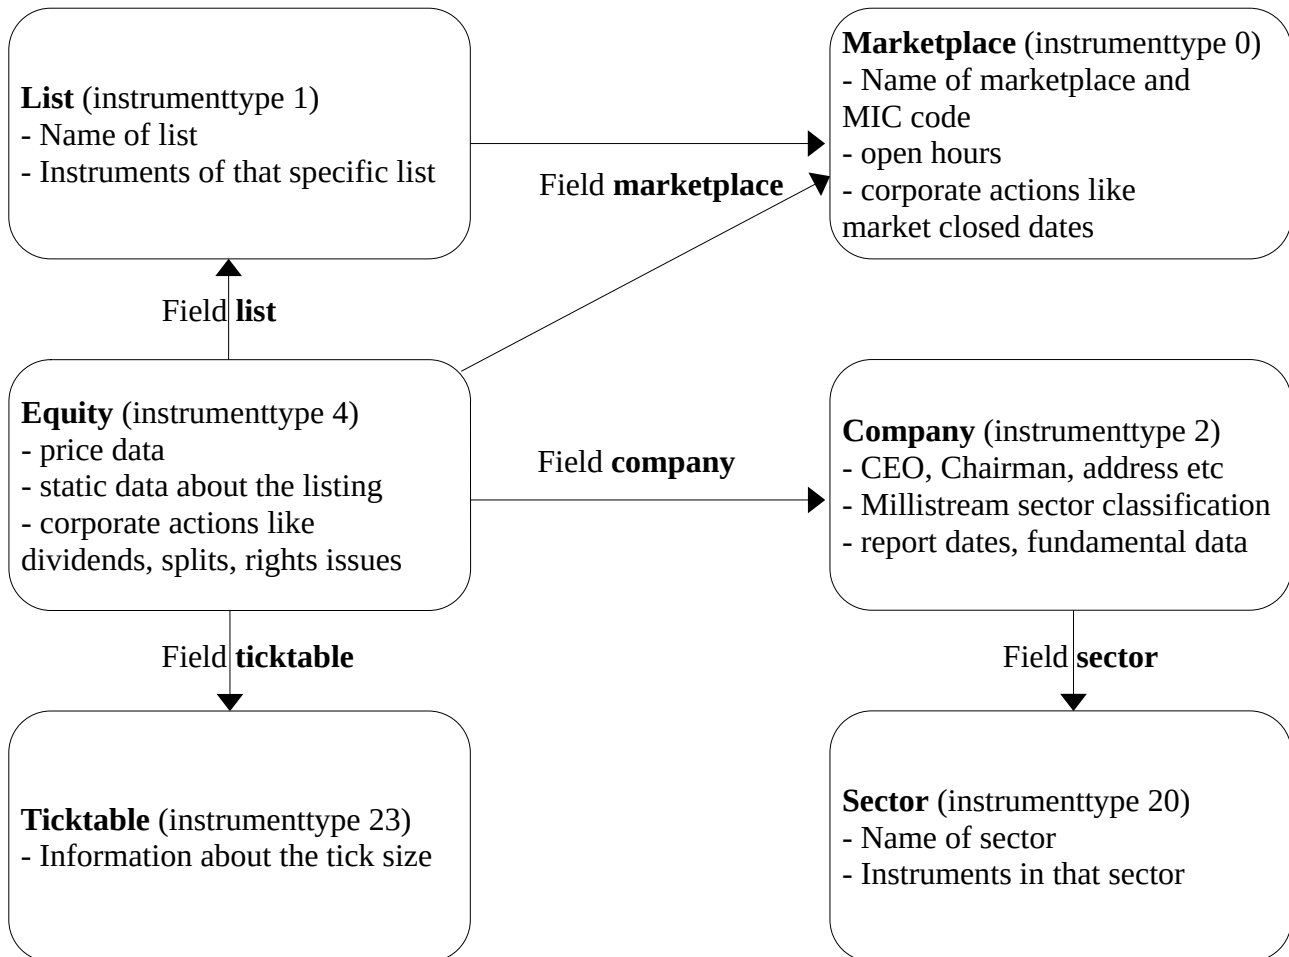 List (instrumenttype 1)
- Name of list
- Instruments of that specific list
Marketplace (instrumenttype 0)
- Name of marketplace and
MIC code
- open hours
- corporate actions like
market closed dates
Field marketplace
Field list
Equity (instrumenttype 4)
- price data
- static data about the listing
- corporate actions like
dividends, splits, rights issues
Field company
Company (instrumenttype 2)
- CEO, Chairman, address etc
- Millistream sector classification
- report dates, fundamental data
Field ticktable
Field sector
Ticktable (instrumenttype 23)
- Information about the tick size
Sector (instrumenttype 20)
- Name of sector
- Instruments in that sector